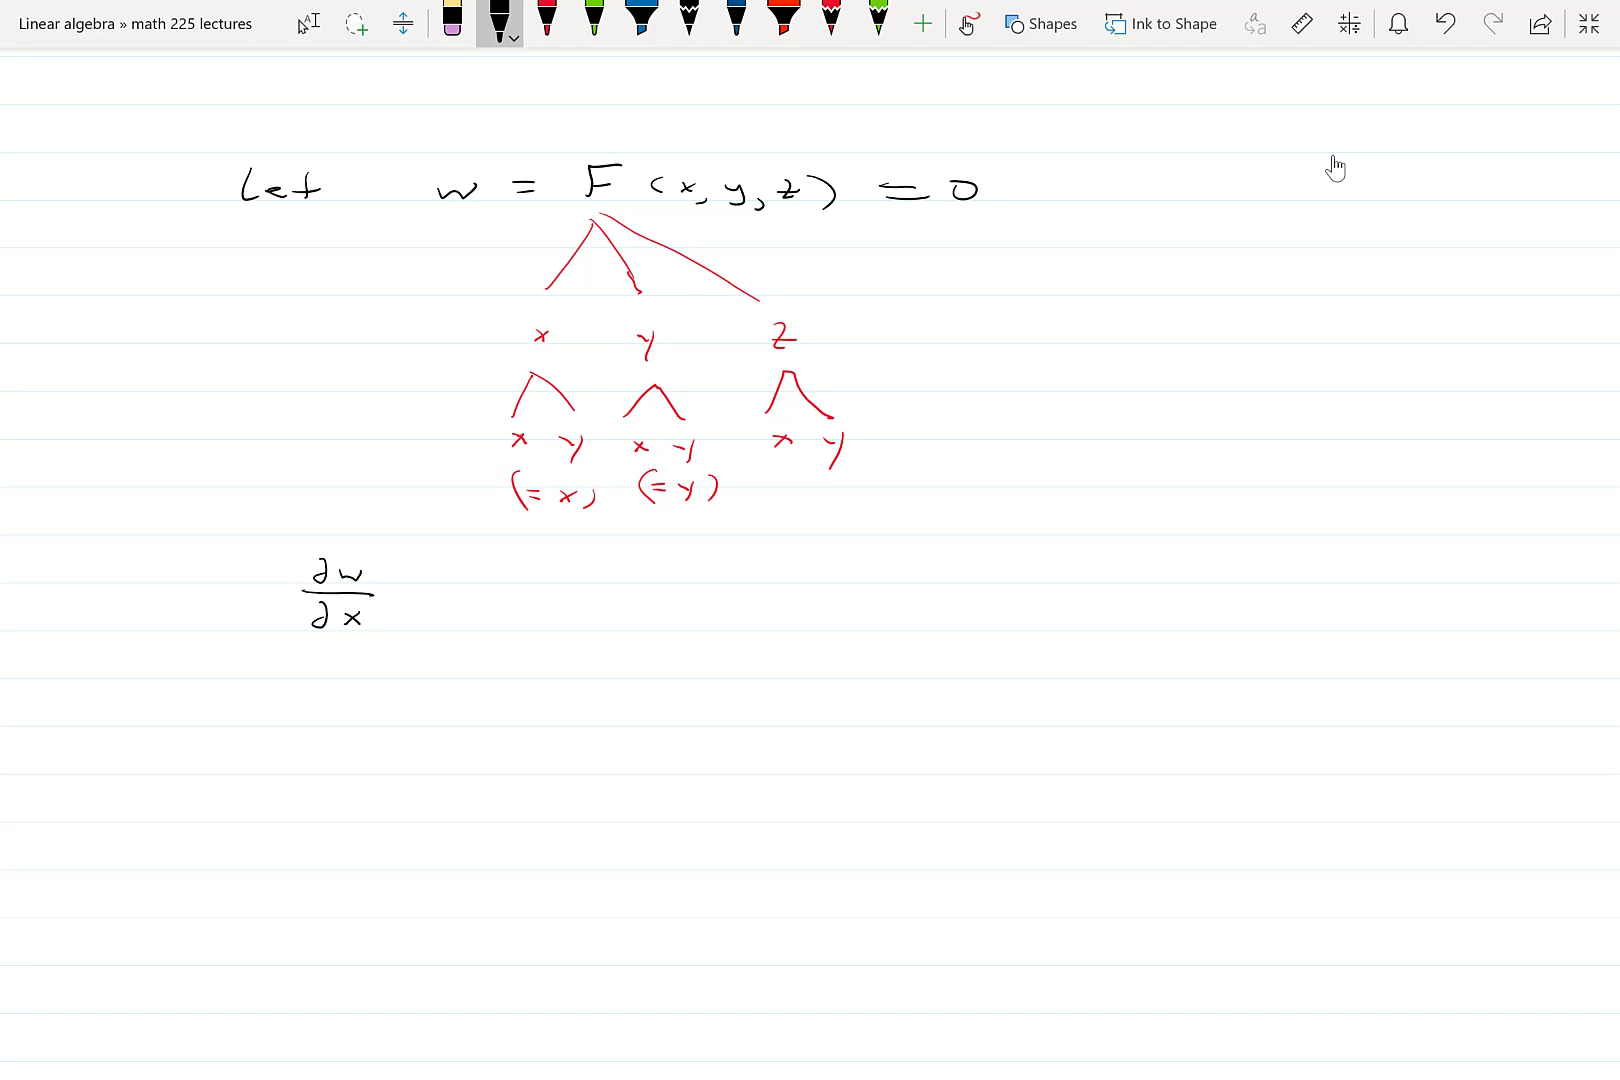 Linear algebra » math 225 lectures Shapes Ink to Shape
Let w = F (x, y, z) = 0
x y z
x y x y x y
(= x) (= y)
∂w
∂x